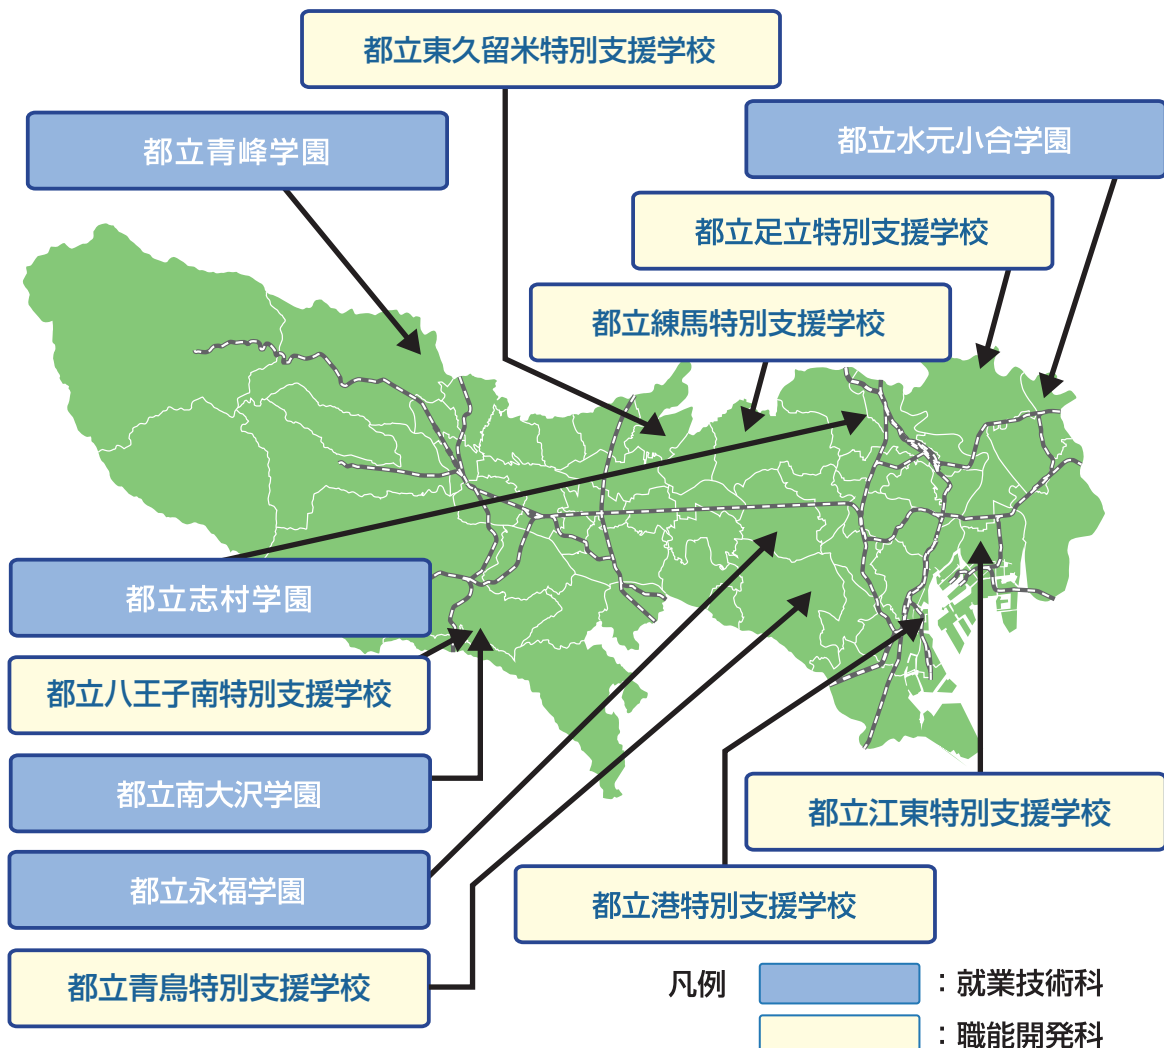 都立東久留米特別支援学校
都立青峰学園
都立水元小合学園
都立足立特別支援学校
都立練馬特別支援学校
都立志村学園
都立八王子南特別支援学校
都立南大沢学園
都立江東特別支援学校
都立永福学園
都立港特別支援学校
都立青鳥特別支援学校
凡例 ：就業技術科
：職能開発科